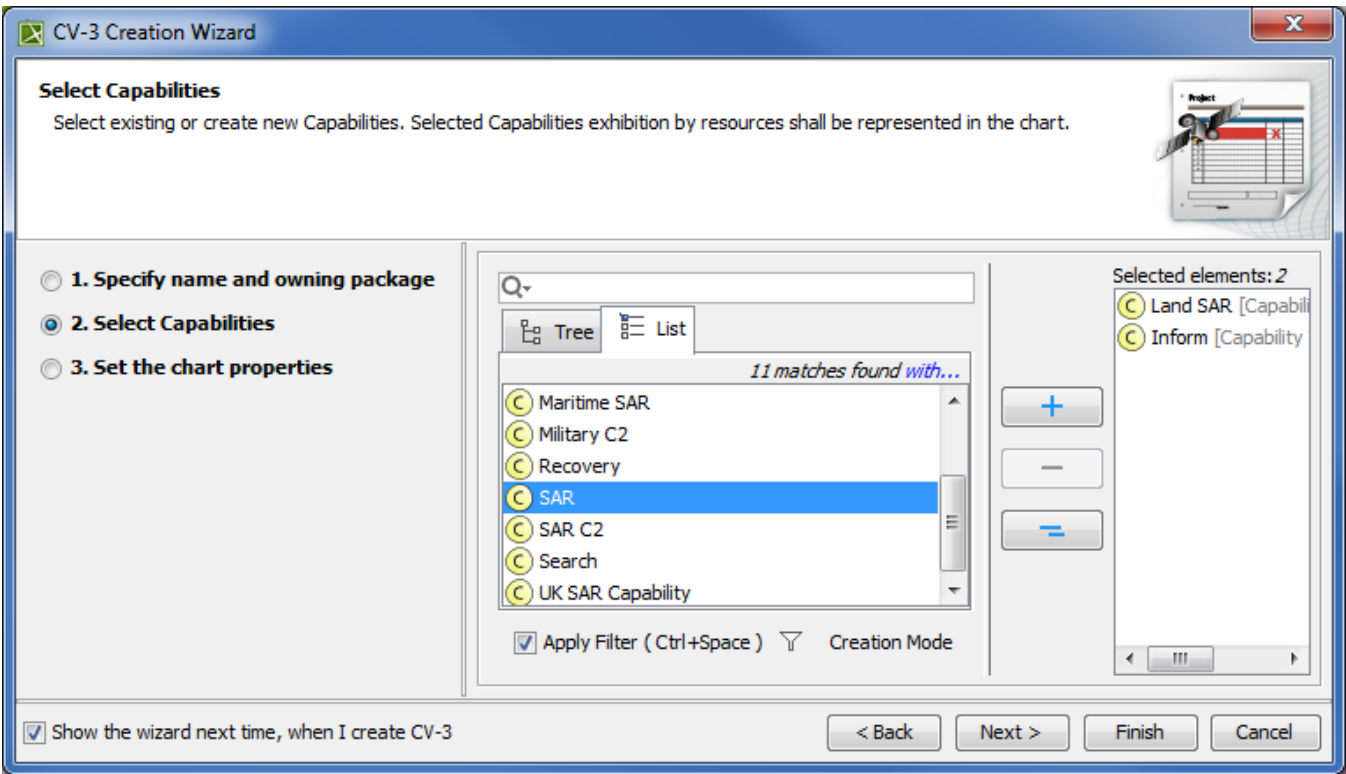 CV-3 Creation Wizard
Select Capabilities
Select existing or create new Capabilities. Selected Capabilities exhibition by resources shall be represented in the chart.
Project
1. Specify name and owning package
2. Select Capabilities
3. Set the chart properties
Tree
List
11 matches found with...
C Maritime SAR
C Military C2
C Recovery
C SAR
C SAR C2
C Search
C UK SAR Capability
Apply Filter ( Ctrl+Space )
Creation Mode
Selected elements: 2
C Land SAR [Capabili
C Inform [Capability
Show the wizard next time, when I create CV-3
< Back
Next >
Finish
Cancel